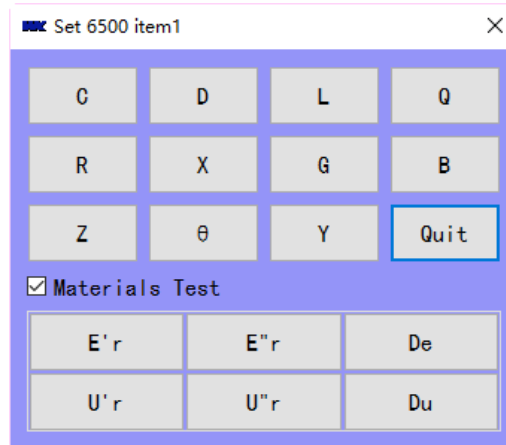 Set 6500 item1
C D L Q
R X G B
Z θ Y Quit
Materials Test
E'r E"r De
U'r U"r Du